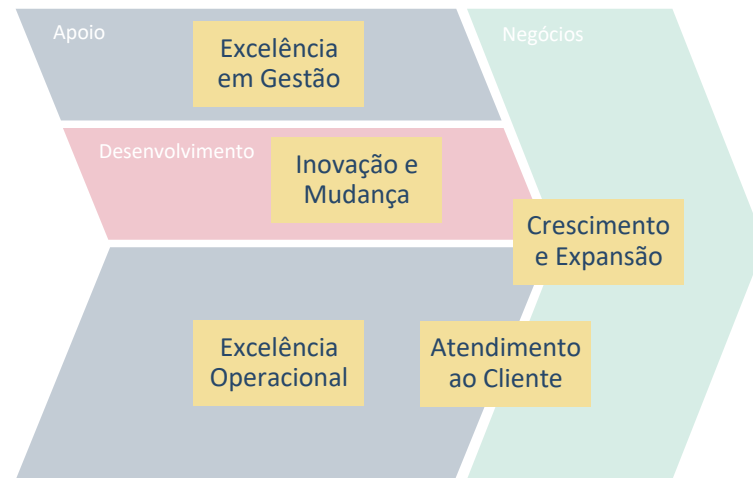 Apoio
Excelência
em Gestão
Negócios
Desenvolvimento
Inovação e
Mudança
Crescimento
e Expansão
Excelência
Operacional
Atendimento
ao Cliente